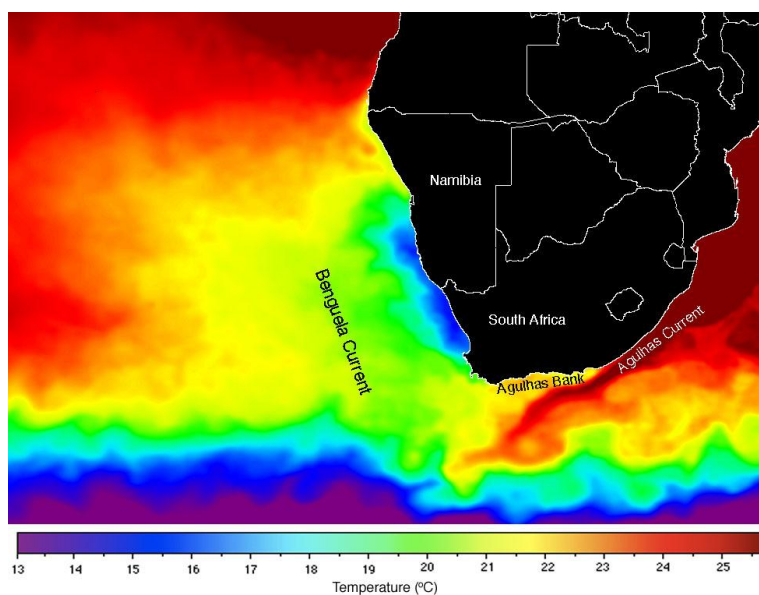 Namibia
Benguela Current
South Africa
Agulhas Current
Agulhas Bank
13 14 15 16 17 18 19 20 21 22 23 24 25
Temperature (ºC)